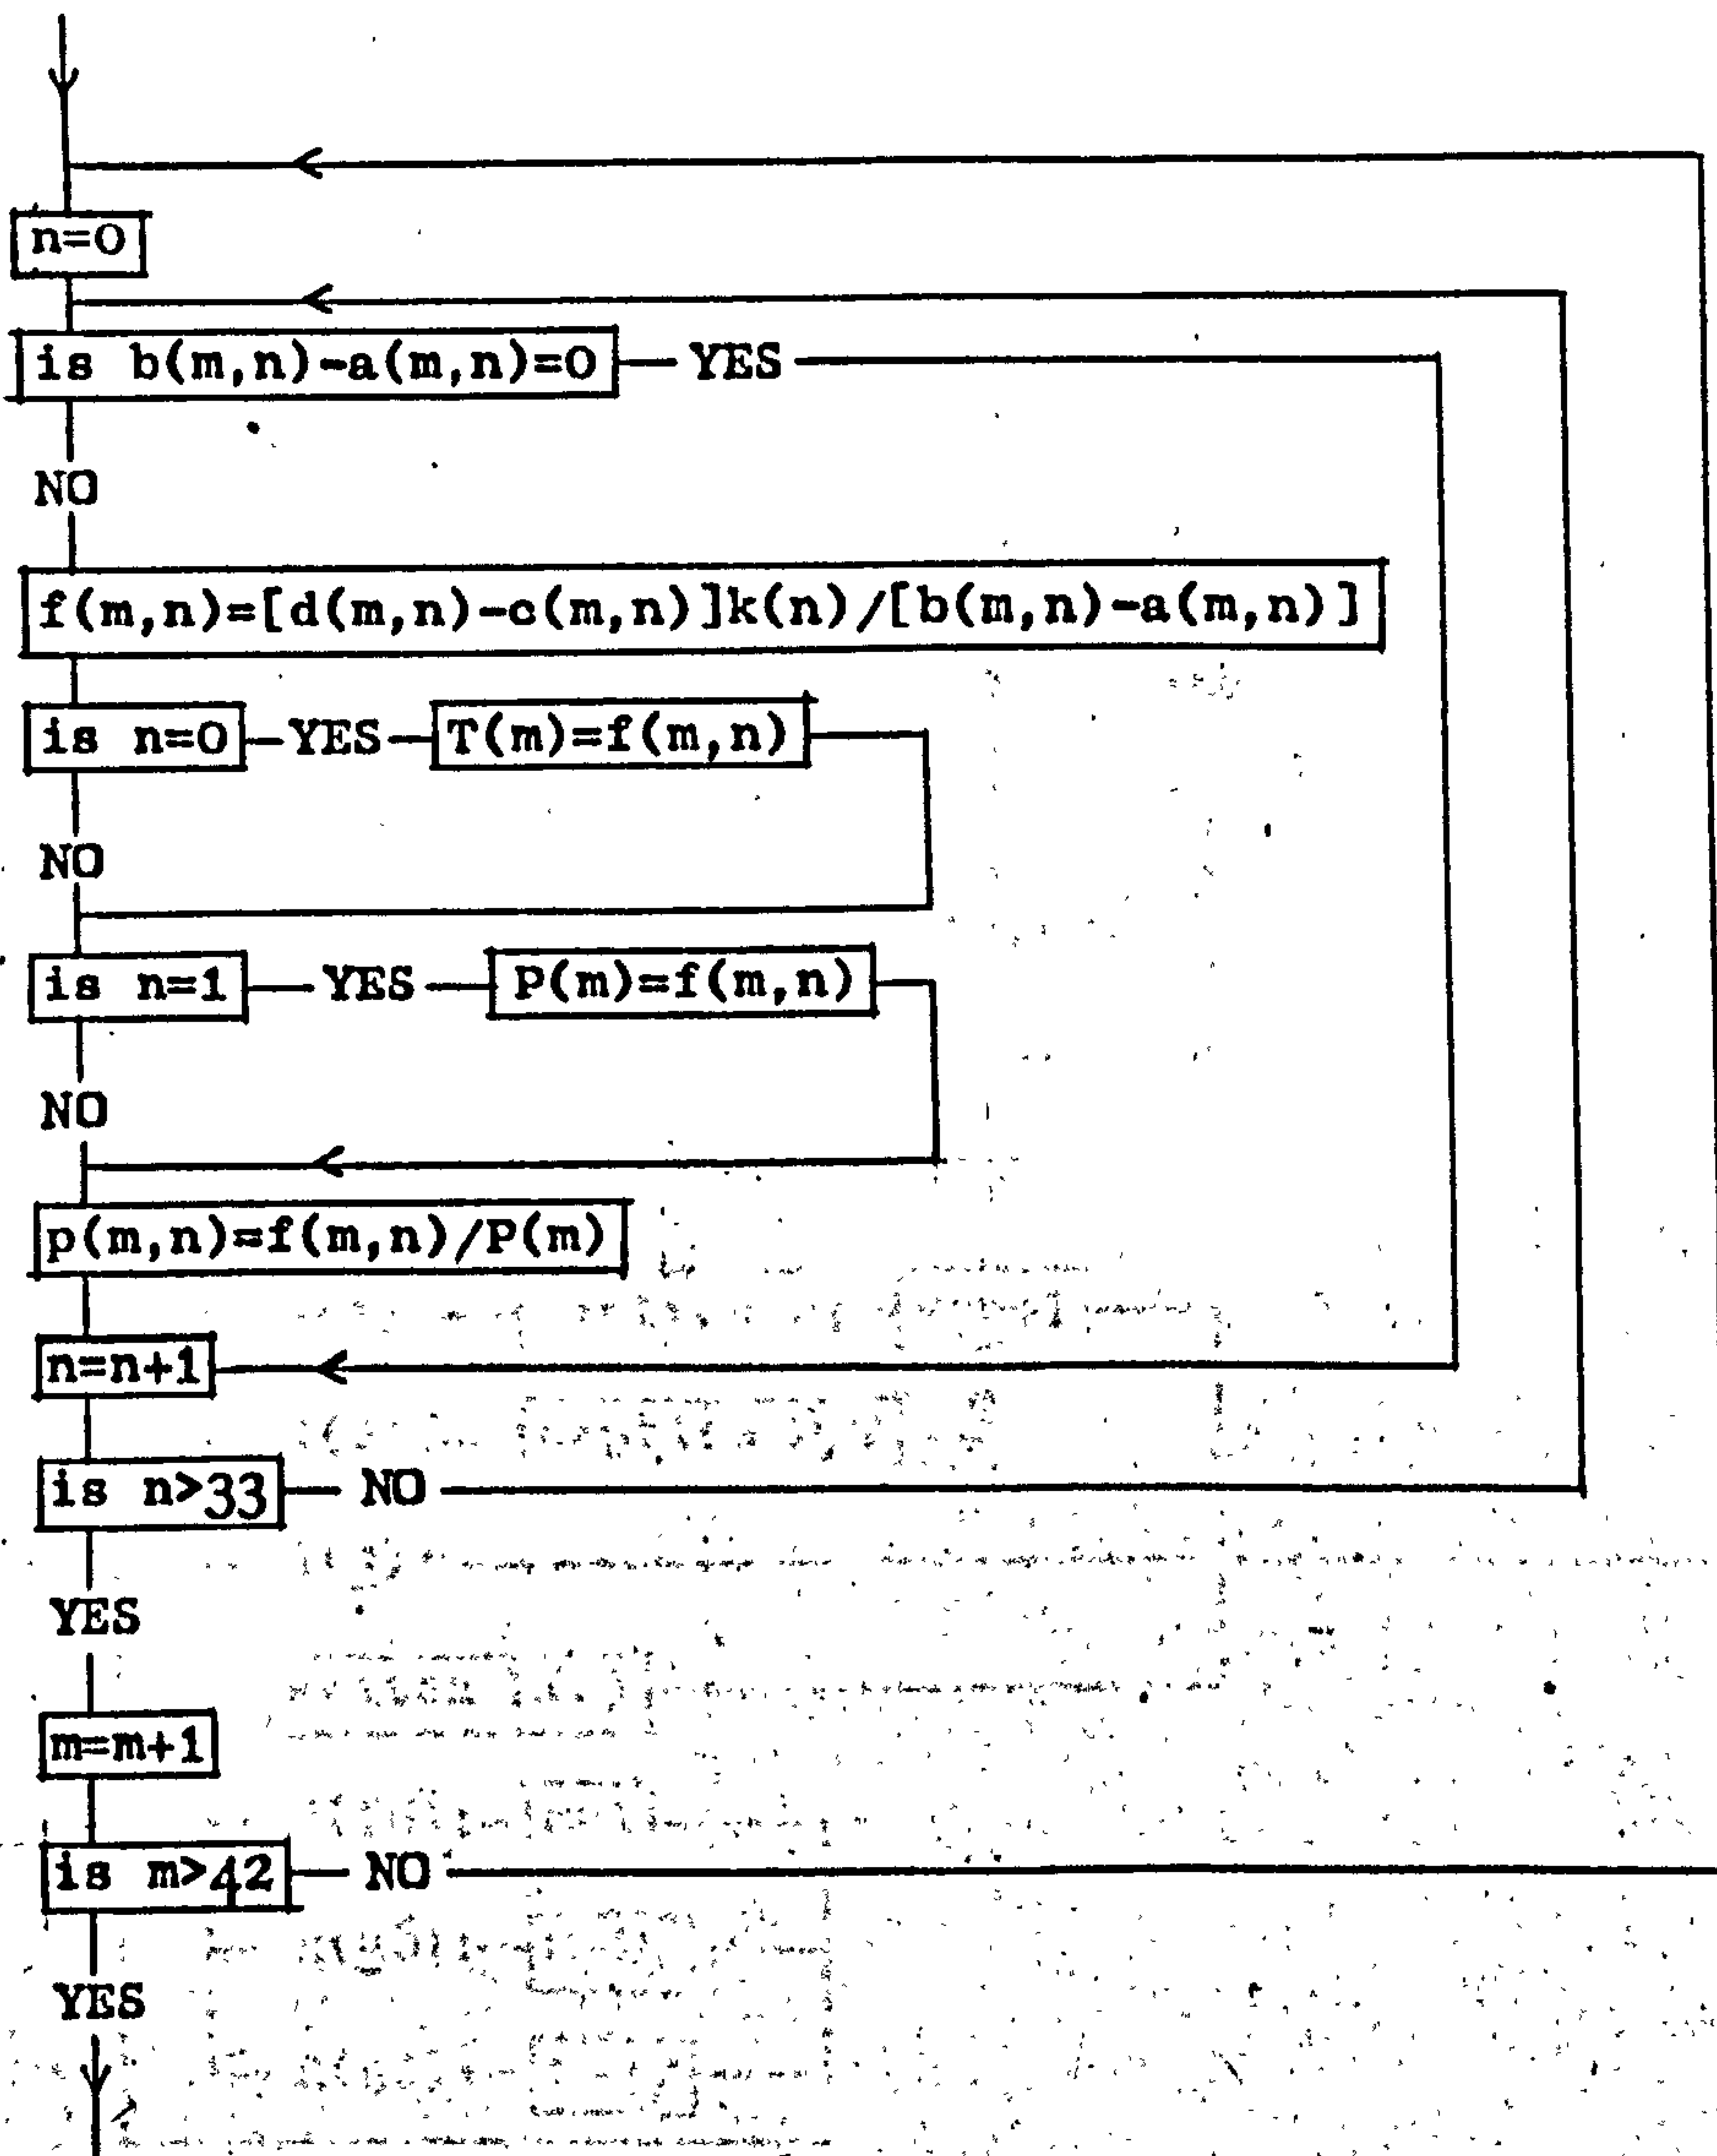 n=0
is b(m,n)-a(m,n)=0 YES
NO
f(m,n)=[d(m,n)-c(m,n)]k(n)/[b(m,n)-a(m,n)]
is n=0 YES T(m)=f(m,n)
NO
is n=1 YES P(m)=f(m,n)
NO
p(m,n)=f(m,n)/P(m)
n=n+1
is n>33 NO
YES
m=m+1
is m>42 NO
YES